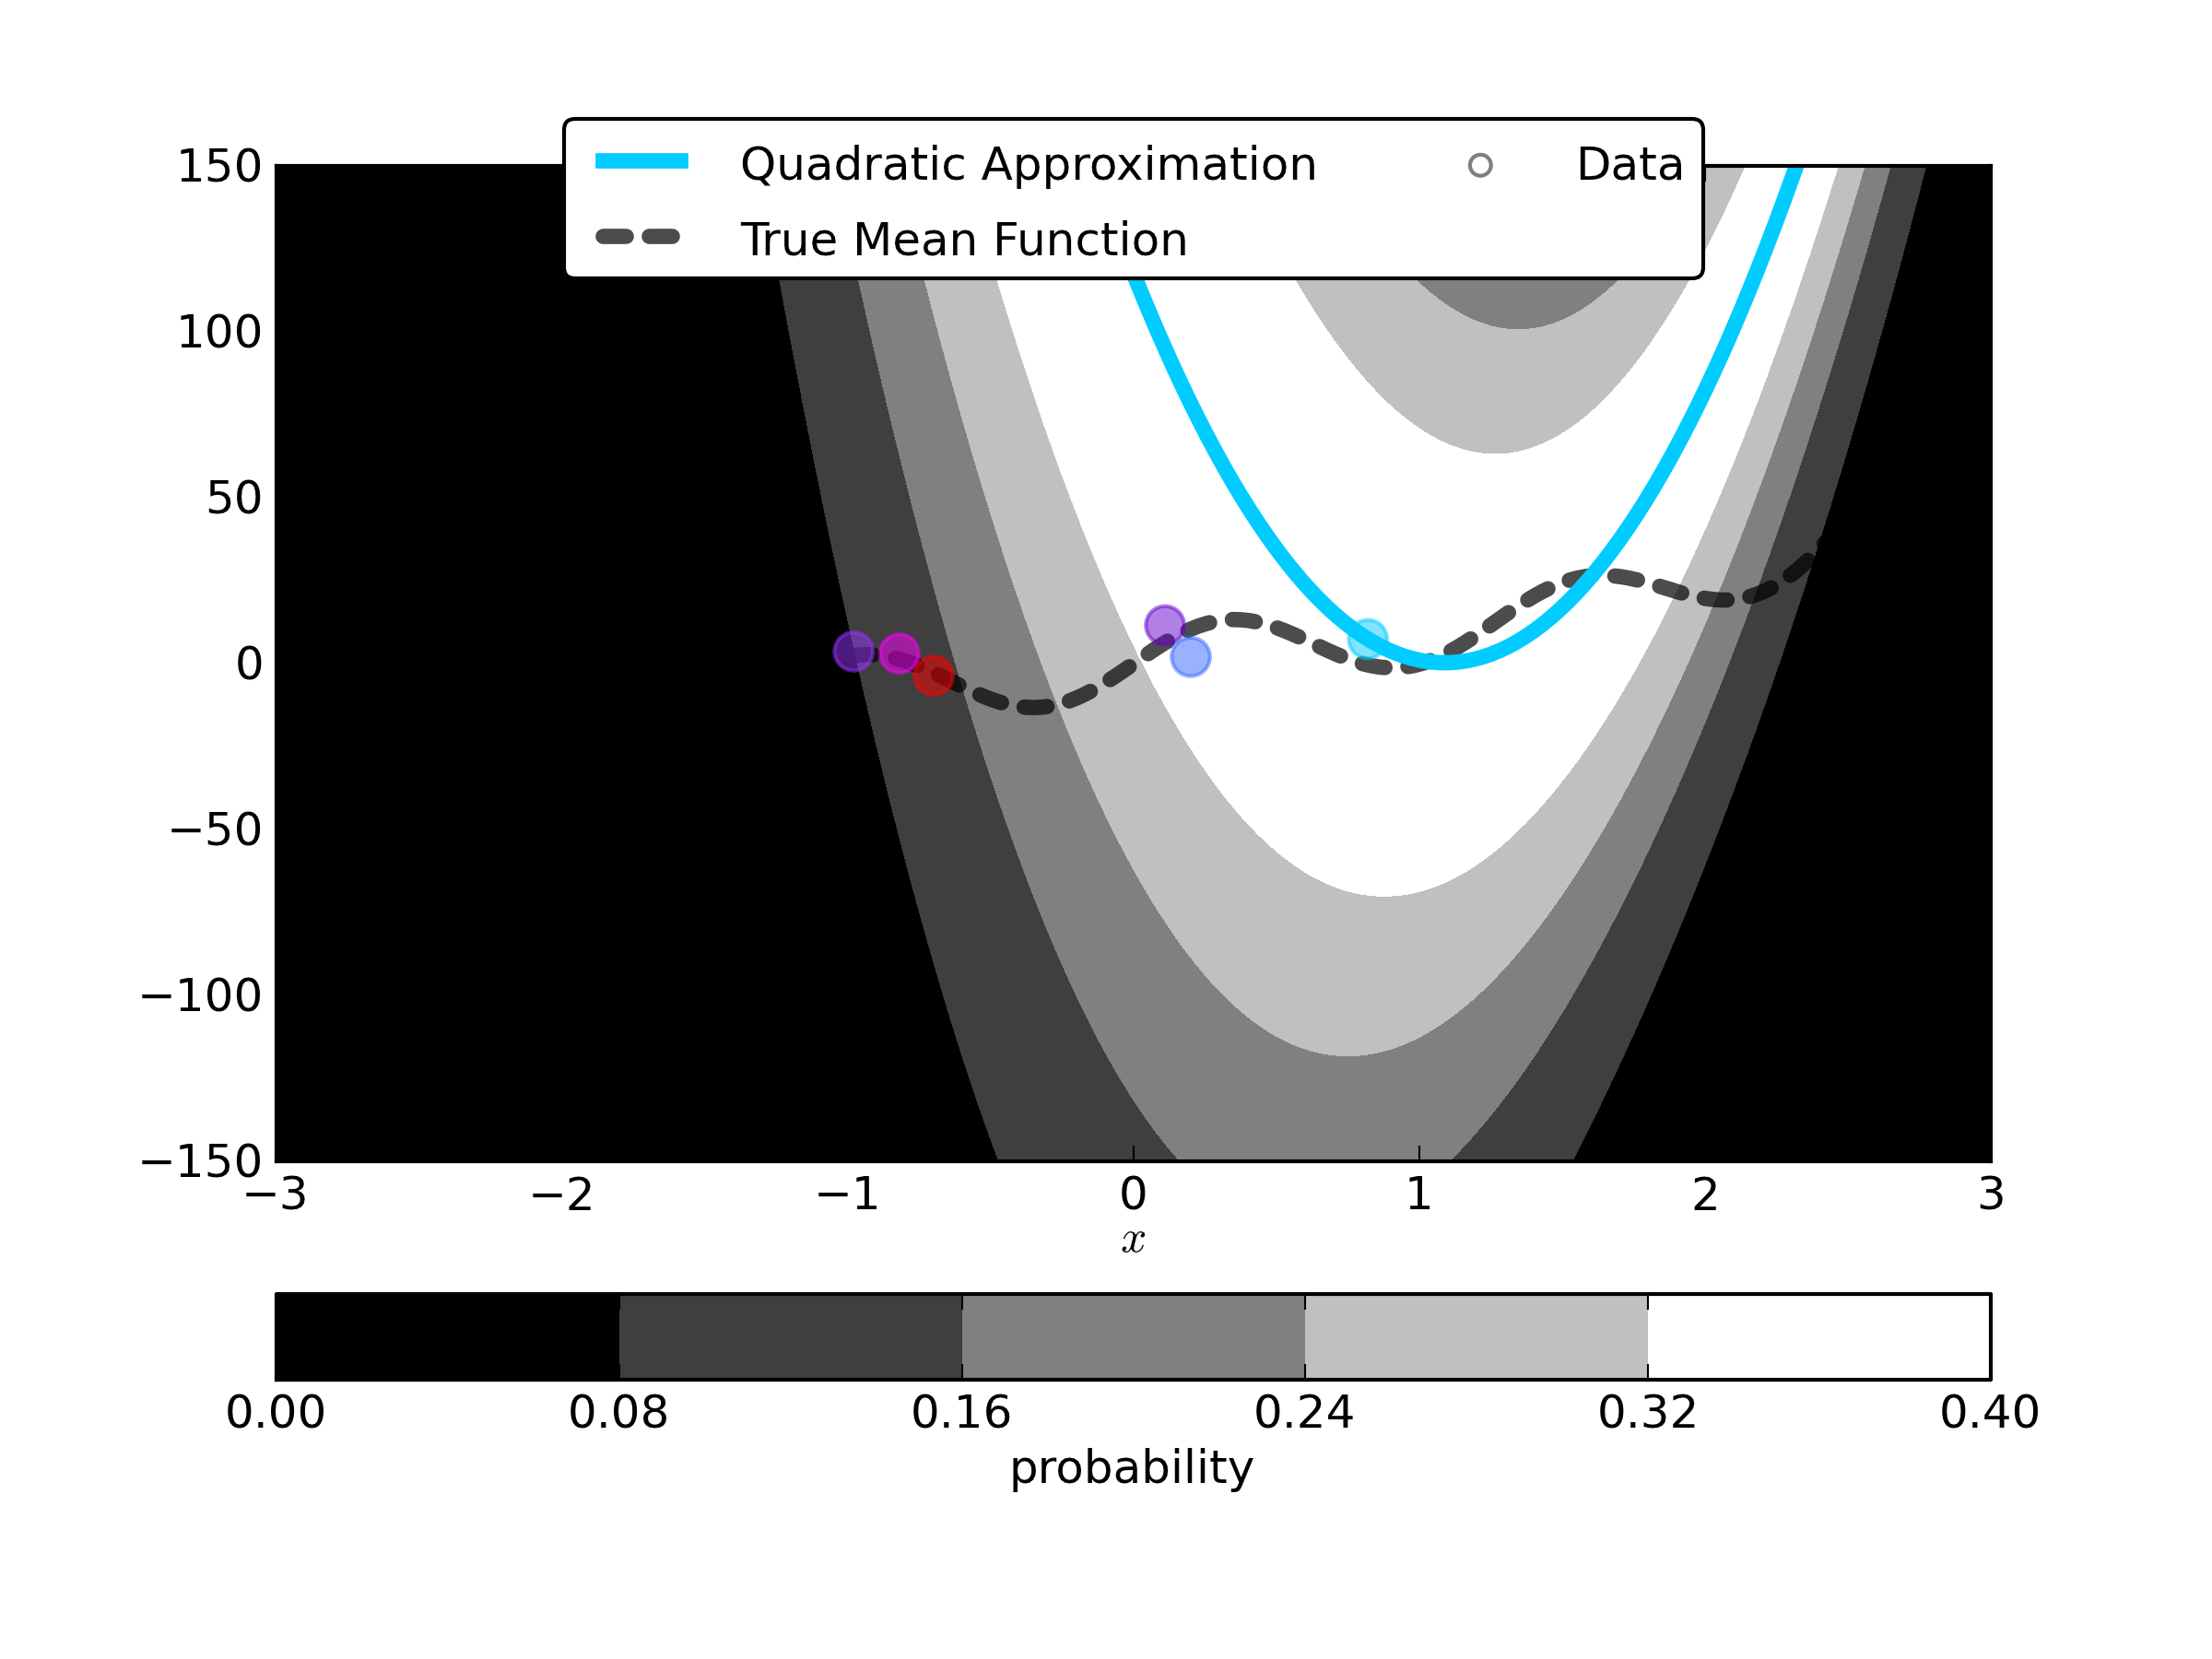 Quadratic Approximation
Data
True Mean Function
150
100
50
0
−50
−100
−150
−3 −2 −1 0 1 2 3
x
0.00 0.08 0.16 0.24 0.32 0.40
probability